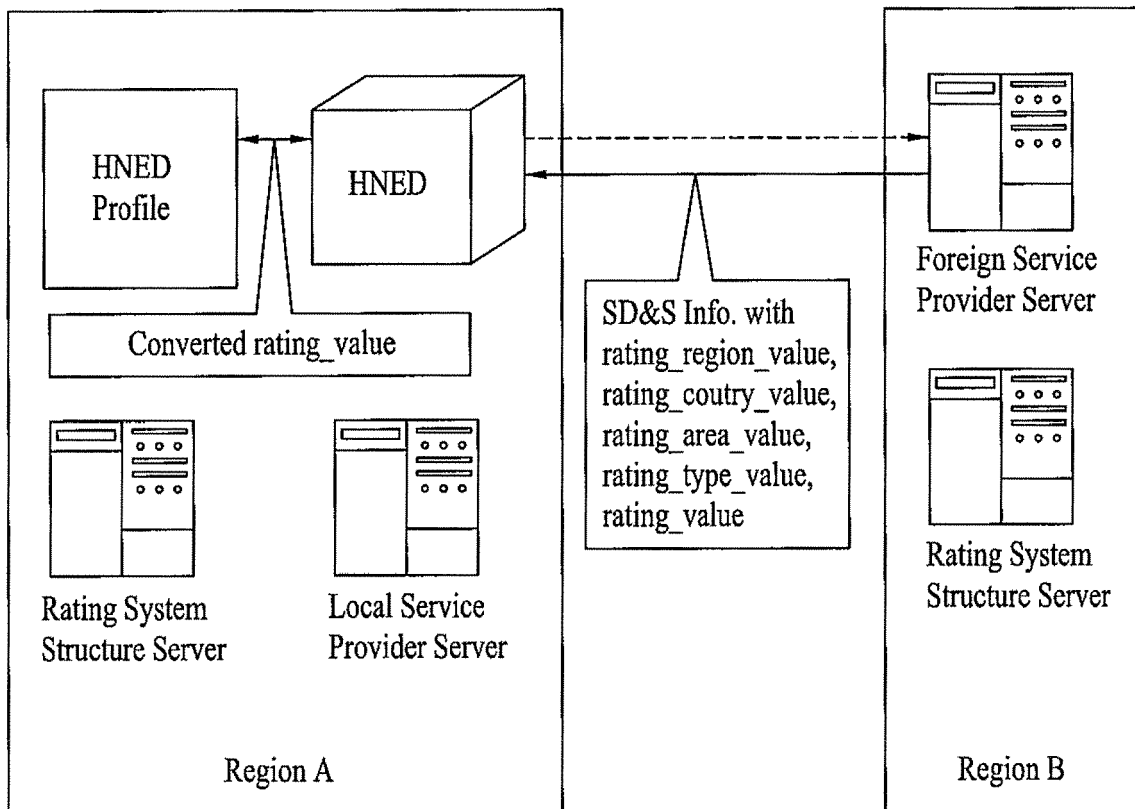 HNED
Profile
HNED
Converted rating_value
SD&S Info. with
rating_region_value,
rating_coutry_value,
rating_area_value,
rating_type_value,
rating_value
Foreign Service
Provider Server
Rating System
Structure Server
Local Service
Provider Server
Rating System
Structure Server
Region A
Region B